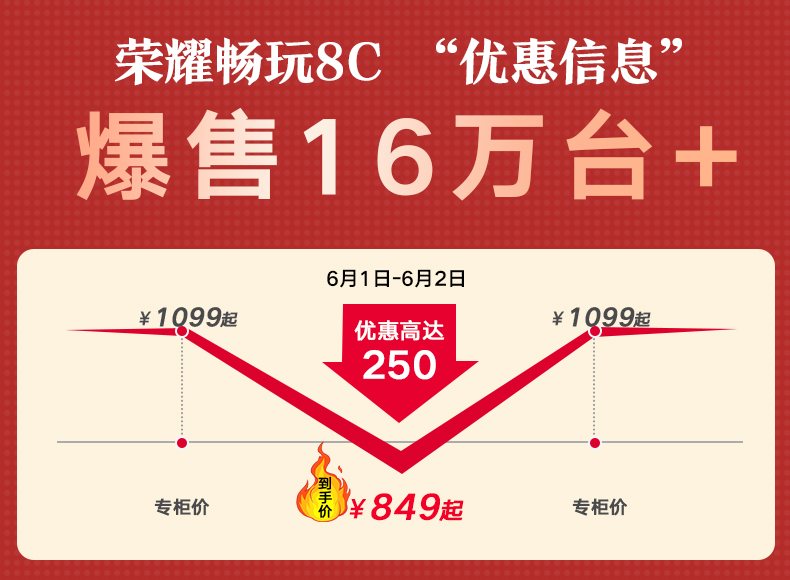 荣耀畅玩8C “优惠信息”
爆售16万台+
6月1日-6月2日
¥1099起
¥1099起
优惠高达
250
到手价
¥849起
专柜价
专柜价